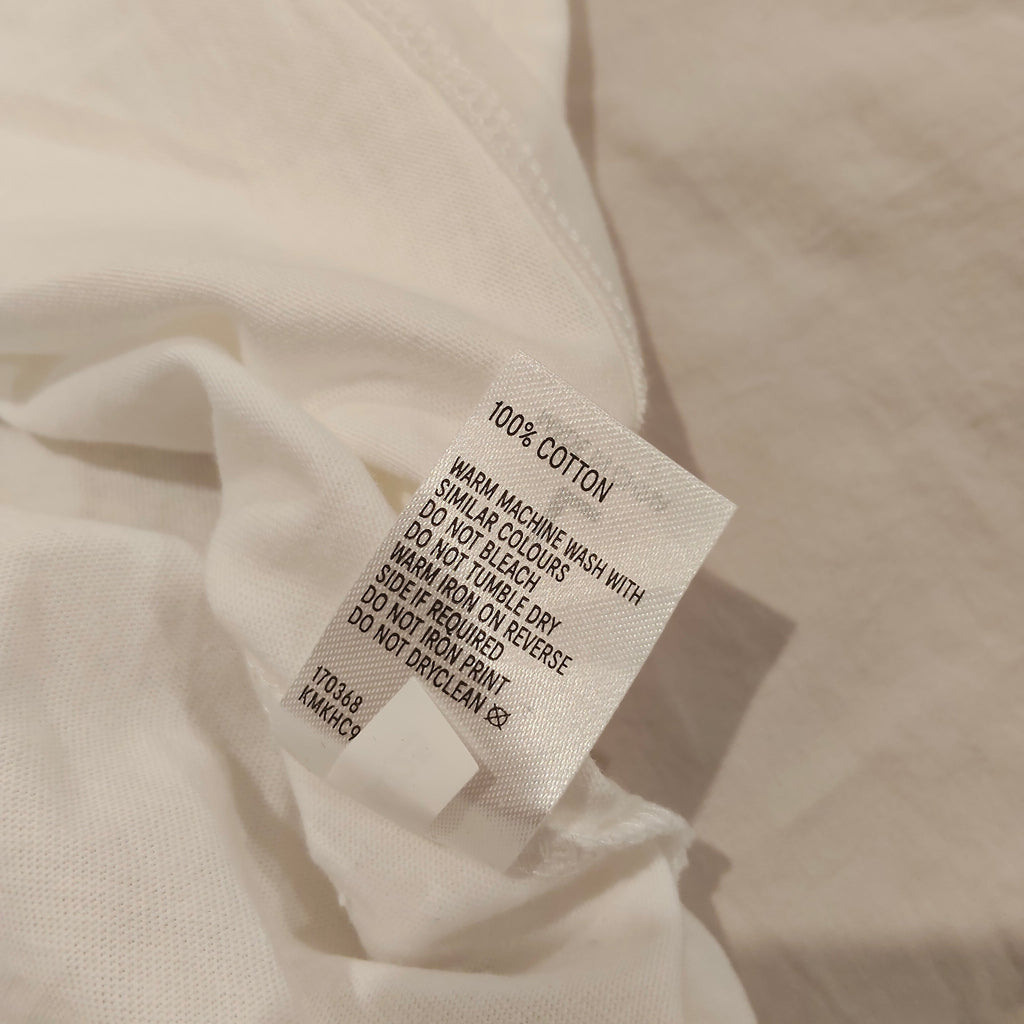 100% COTTON
WARM MACHINE WASH WITH
SIMILAR COLOURS
DO NOT BLEACH
DO NOT TUMBLE DRY
WARM IRON ON REVERSE
SIDE IF REQUIRED
DO NOT IRON PRINT
DO NOT DRYCLEAN
170368
KMKHC9